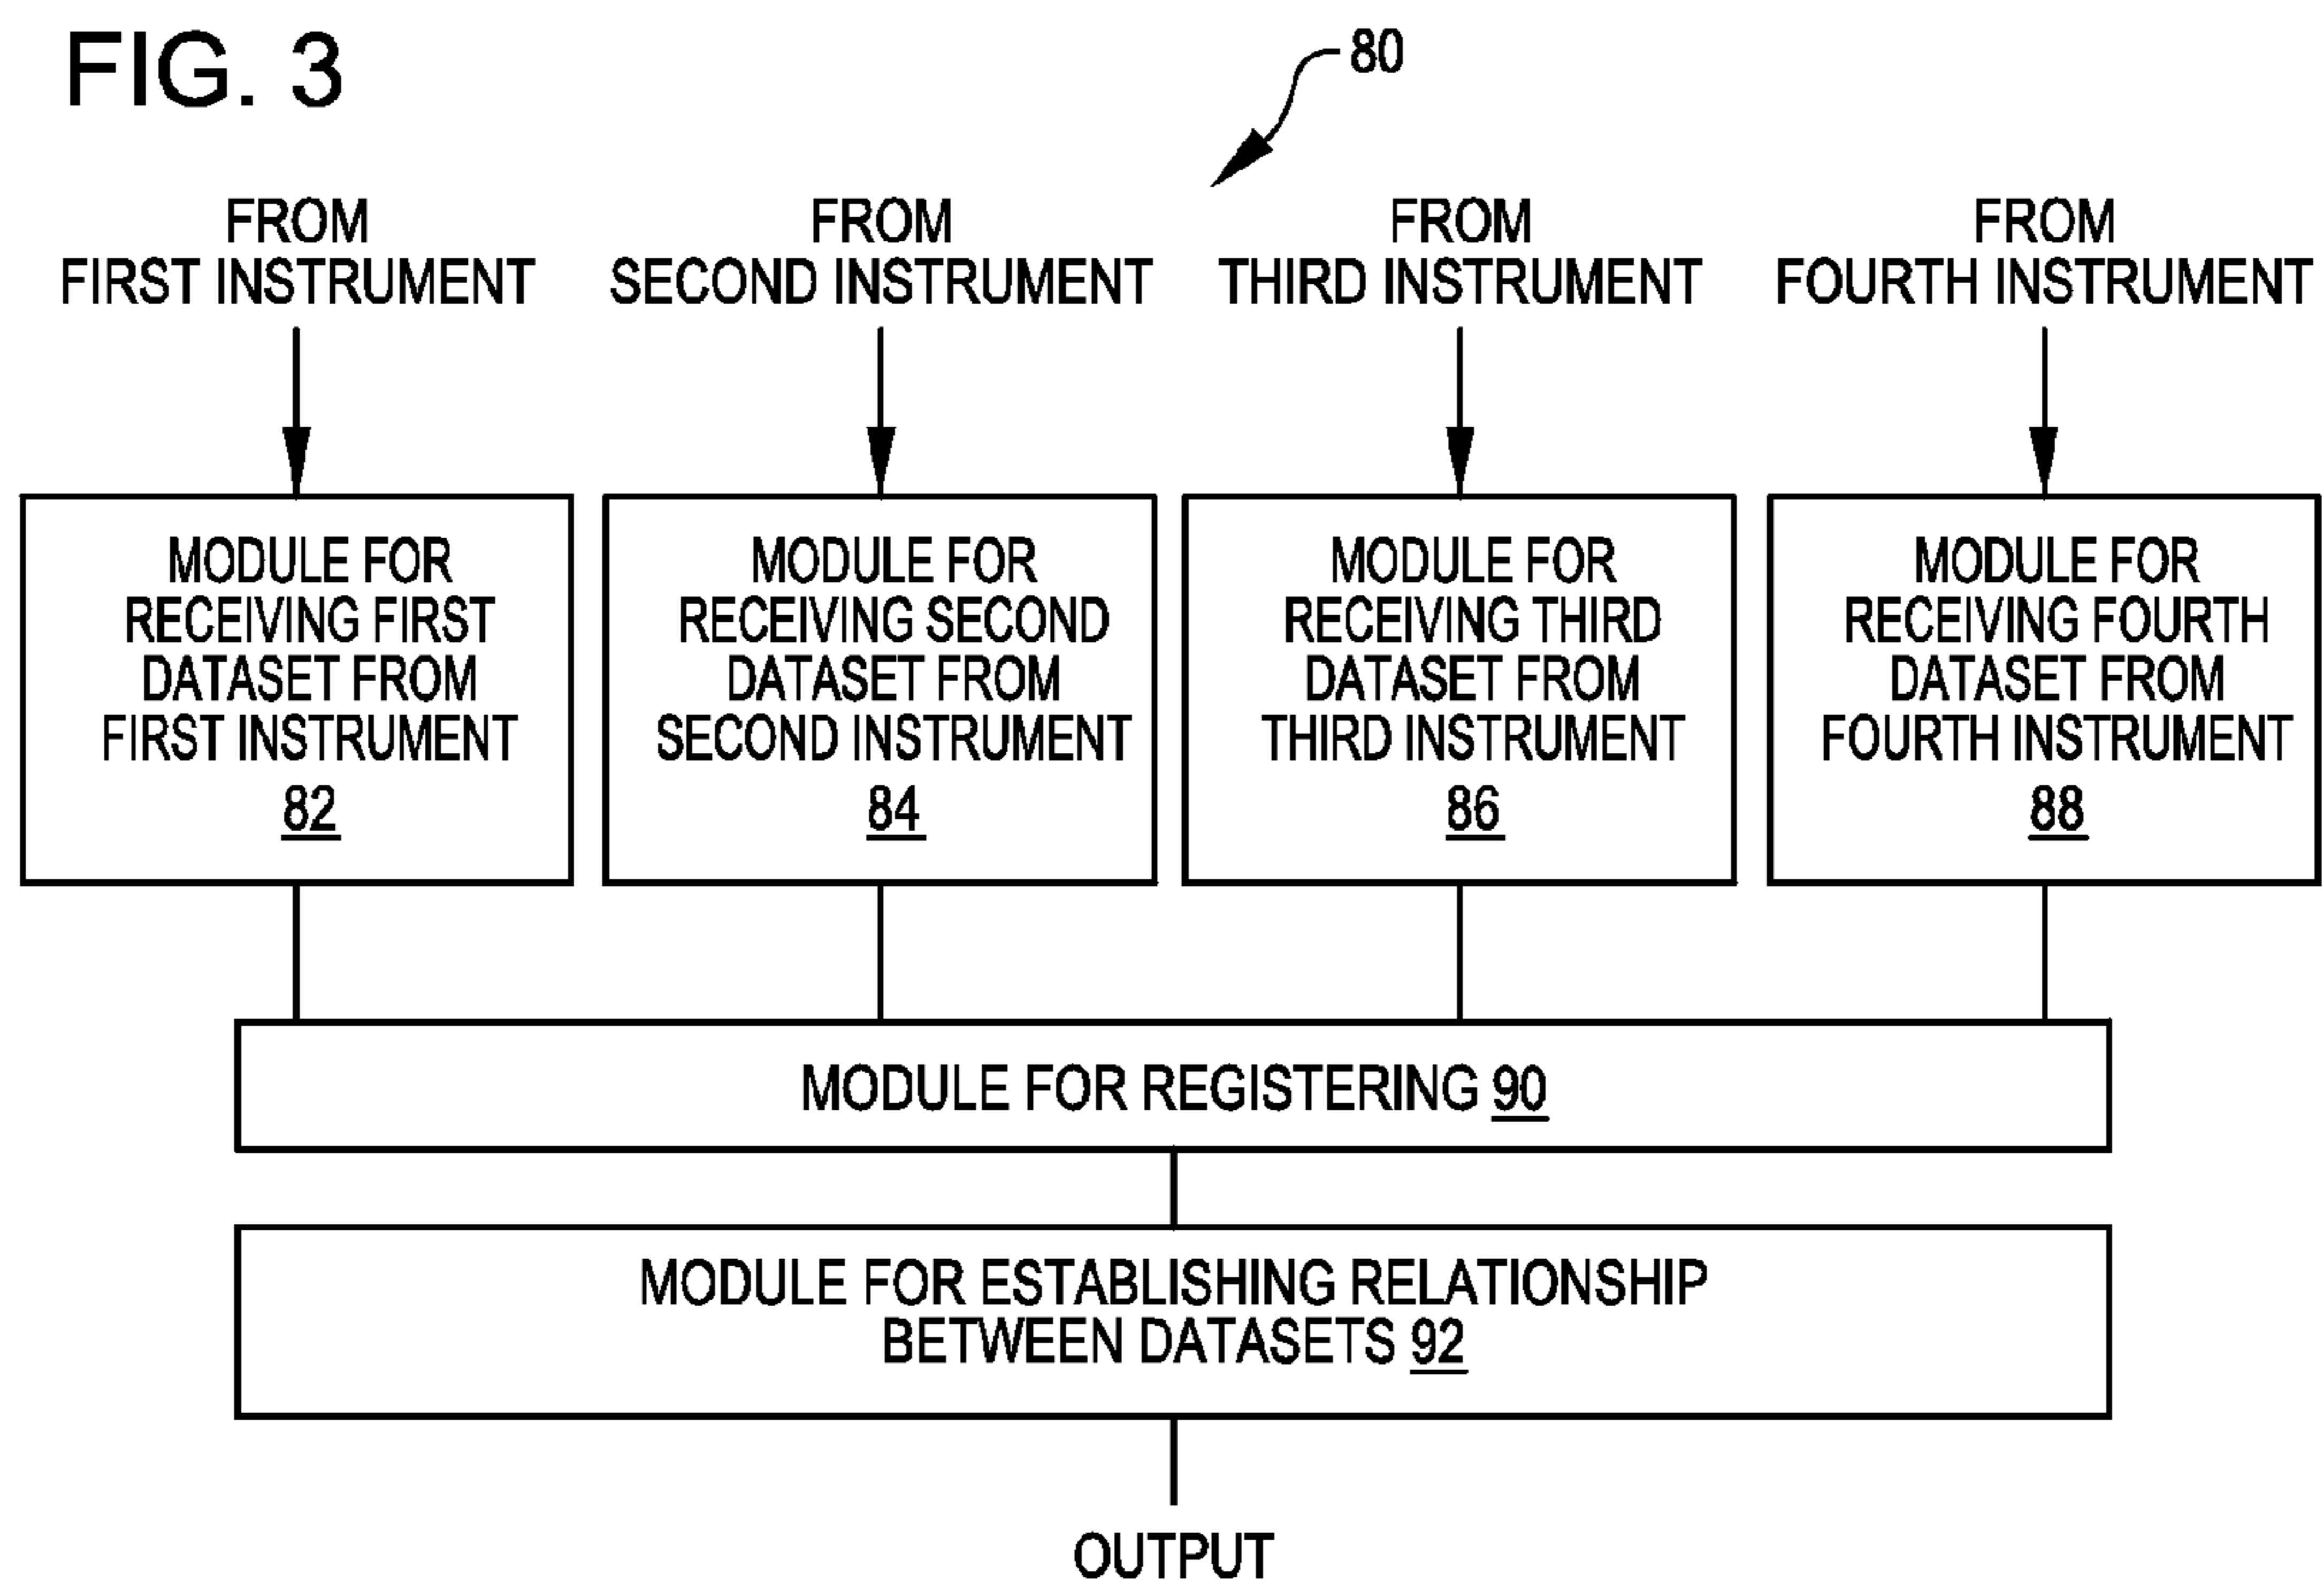 FIG. 3
80
FROM
FIRST INSTRUMENT
FROM
SECOND INSTRUMENT
FROM
THIRD INSTRUMENT
FROM
FOURTH INSTRUMENT
MODULE FOR
RECEIVING FIRST
DATASET FROM
FIRST INSTRUMENT
82
MODULE FOR
RECEIVING SECOND
DATASET FROM
SECOND INSTRUMENT
84
MODULE FOR
RECEIVING THIRD
DATASET FROM
THIRD INSTRUMENT
86
MODULE FOR
RECEIVING FOURTH
DATASET FROM
FOURTH INSTRUMENT
88
MODULE FOR REGISTERING 90
MODULE FOR ESTABLISHING RELATIONSHIP
BETWEEN DATASETS 92
OUTPUT